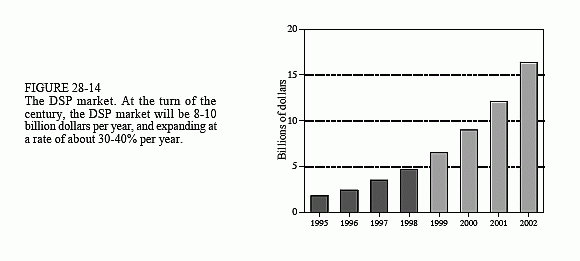 FIGURE 28-14
The DSP market. At the turn of the
century, the DSP market will be 8-10
billion dollars per year, and expanding at
a rate of about 30-40% per year.
Billions of dollars
20
15
10
5
0
1995 1996 1997 1998 1999 2000 2001 2002